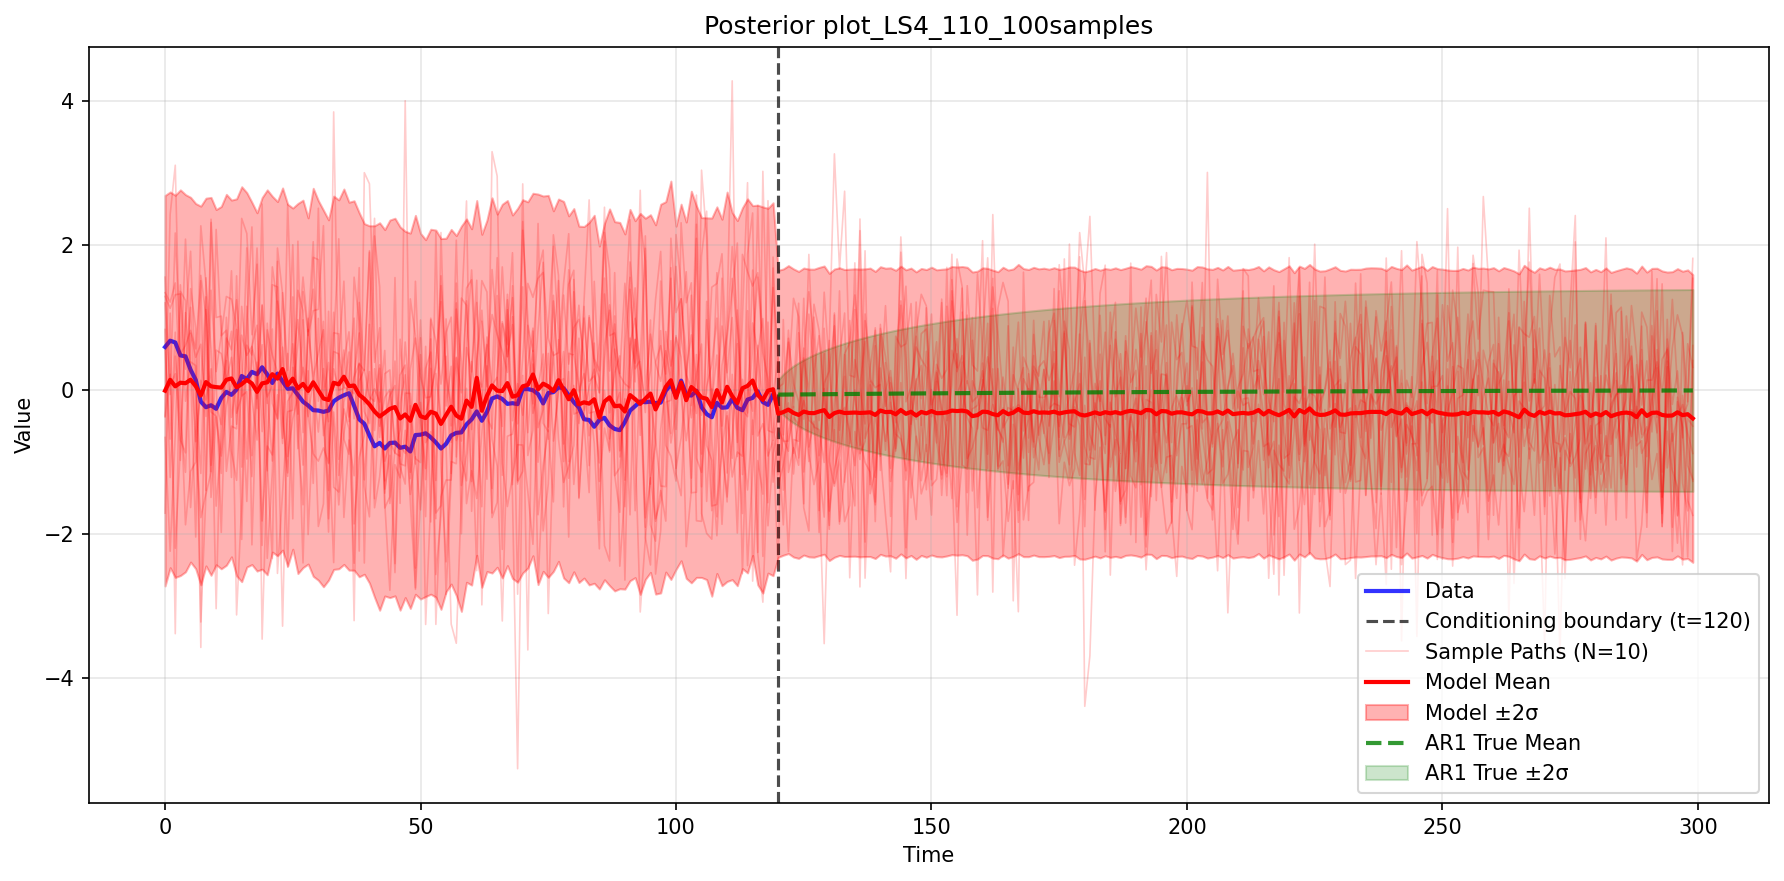 Posterior plot_LS4_110_100samples
Value
4
2
0
−2
−4
0
50
100
150
200
250
300
Time
Data
Conditioning boundary (t=120)
Sample Paths (N=10)
Model Mean
Model ±2σ
AR1 True Mean
AR1 True ±2σ